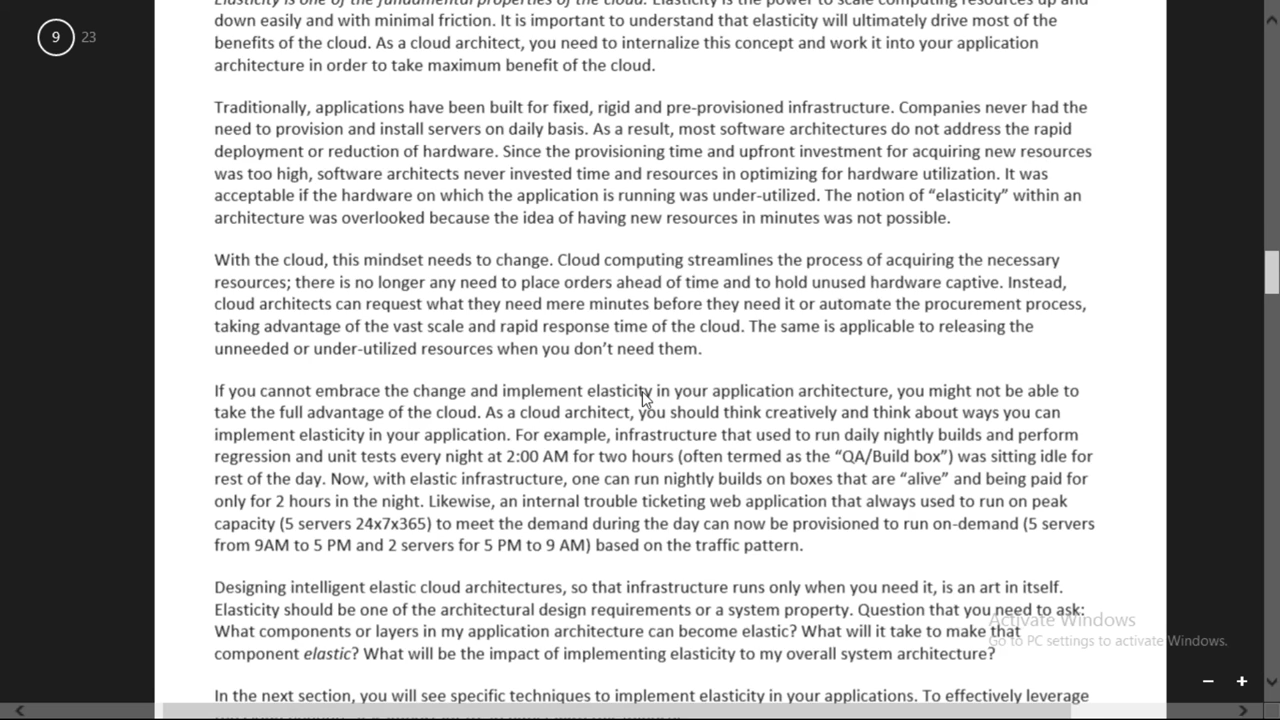 9 23
Elasticity is one of the fundamental properties of the cloud. Elasticity is the power to scale computing resources up and
down easily and with minimal friction. It is important to understand that elasticity will ultimately drive most of the
benefits of the cloud. As a cloud architect, you need to internalize this concept and work it into your application
architecture in order to take maximum benefit of the cloud.
Traditionally, applications have been built for fixed, rigid and pre-provisioned infrastructure. Companies never had the
need to provision and install servers on daily basis. As a result, most software architectures do not address the rapid
deployment or reduction of hardware. Since the provisioning time and upfront investment for acquiring new resources
was too high, software architects never invested time and resources in optimizing for hardware utilization. It was
acceptable if the hardware on which the application is running was under-utilized. The notion of “elasticity” within an
architecture was overlooked because the idea of having new resources in minutes was not possible.
With the cloud, this mindset needs to change. Cloud computing streamlines the process of acquiring the necessary
resources; there is no longer any need to place orders ahead of time and to hold unused hardware captive. Instead,
cloud architects can request what they need mere minutes before they need it or automate the procurement process,
taking advantage of the vast scale and rapid response time of the cloud. The same is applicable to releasing the
unneeded or under-utilized resources when you don’t need them.
If you cannot embrace the change and implement elasticity in your application architecture, you might not be able to
take the full advantage of the cloud. As a cloud architect, you should think creatively and think about ways you can
implement elasticity in your application. For example, infrastructure that used to run daily nightly builds and perform
regression and unit tests every night at 2:00 AM for two hours (often termed as the “QA/Build box”) was sitting idle for
rest of the day. Now, with elastic infrastructure, one can run nightly builds on boxes that are “alive” and being paid for
only for 2 hours in the night. Likewise, an internal trouble ticketing web application that always used to run on peak
capacity (5 servers 24x7x365) to meet the demand during the day can now be provisioned to run on-demand (5 servers
from 9AM to 5 PM and 2 servers for 5 PM to 9 AM) based on the traffic pattern.
Designing intelligent elastic cloud architectures, so that infrastructure runs only when you need it, is an art in itself.
Elasticity should be one of the architectural design requirements or a system property. Question that you need to ask:
What components or layers in my application architecture can become elastic? What will it take to make that
component elastic? What will be the impact of implementing elasticity to my overall system architecture?
Activate Windows
Go to PC settings to activate Windows.
In the next section, you will see specific techniques to implement elasticity in your applications. To effectively leverage